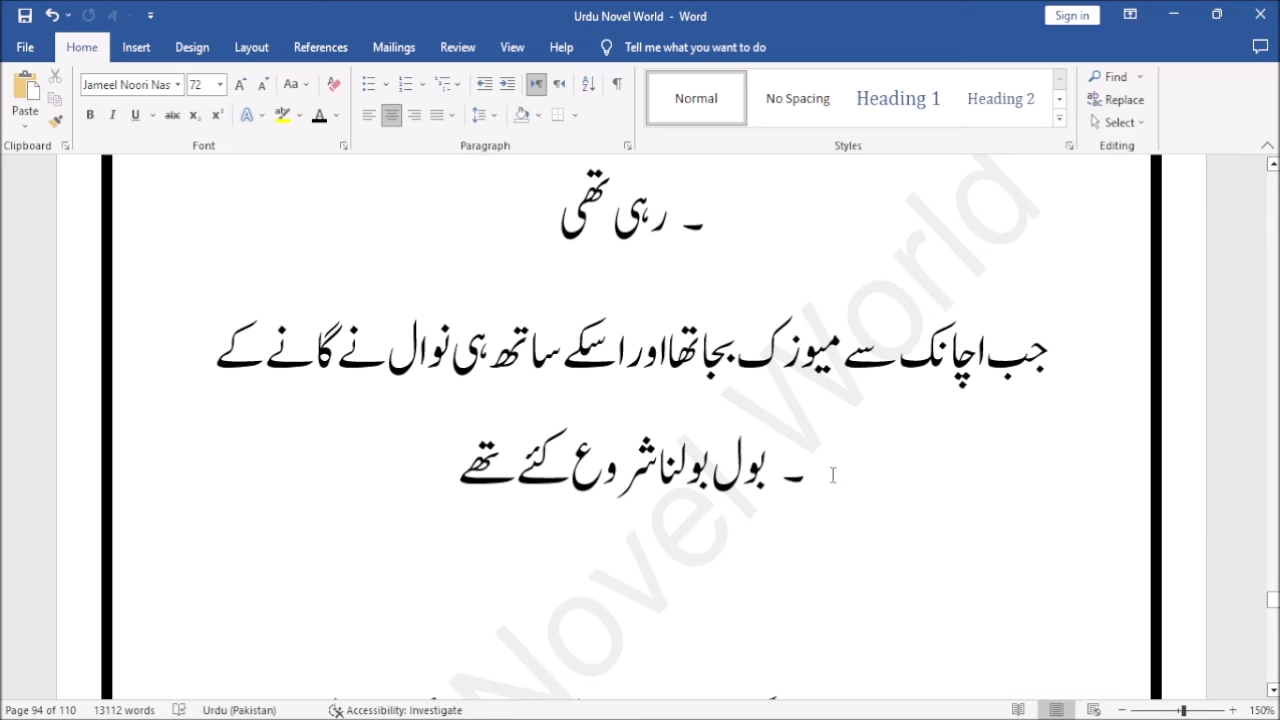 Urdu Novel World - Word
Sign in
File Home Insert Design Layout References Mailings Review View Help Tell me what you want to do
Paste
Jameel Noori Nas 72
Aa
B I U abc x₂ x² A A
Normal No Spacing Heading 1 Heading 2
Find
Replace
Select
Clipboard Font Paragraph Styles Editing
۔ رہی تھی
جب اچانک سے میوزک بجا تھا اور اسکے ساتھ ہی نوال نے گانے کے
۔ بول بولنا شروع کئے تھے
Novel World
Page 94 of 110 13112 words Urdu (Pakistan) Accessibility: Investigate 150%